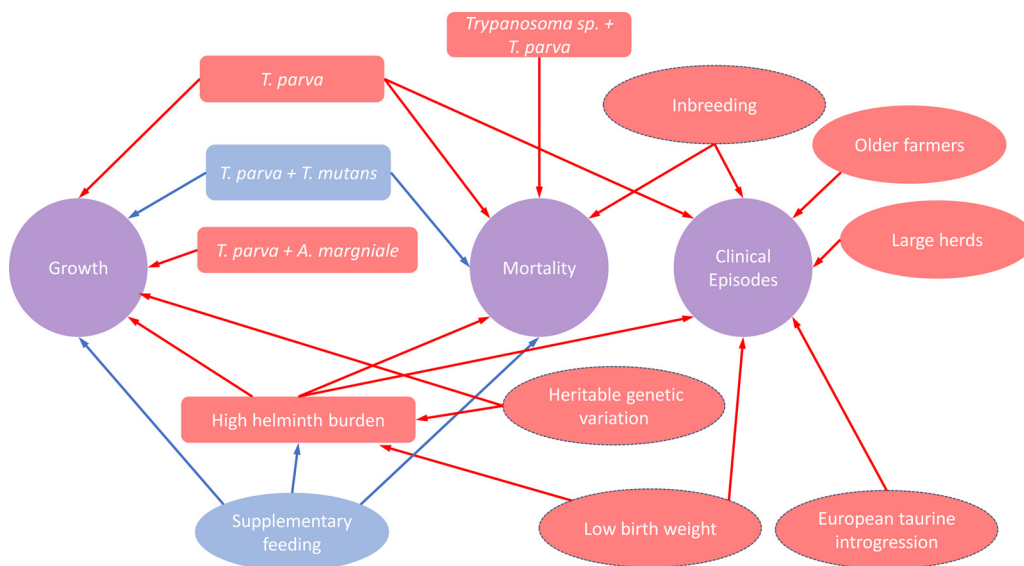 Trypanosoma sp. +
T. parva
T. parva
Inbreeding
Older farmers
T. parva + T. mutans
Large herds
T. parva + A. margniale
Growth
Mortality
Clinical
Episodes
High helminth burden
Heritable genetic
variation
Supplementary
feeding
Low birth weight
European taurine
introgression